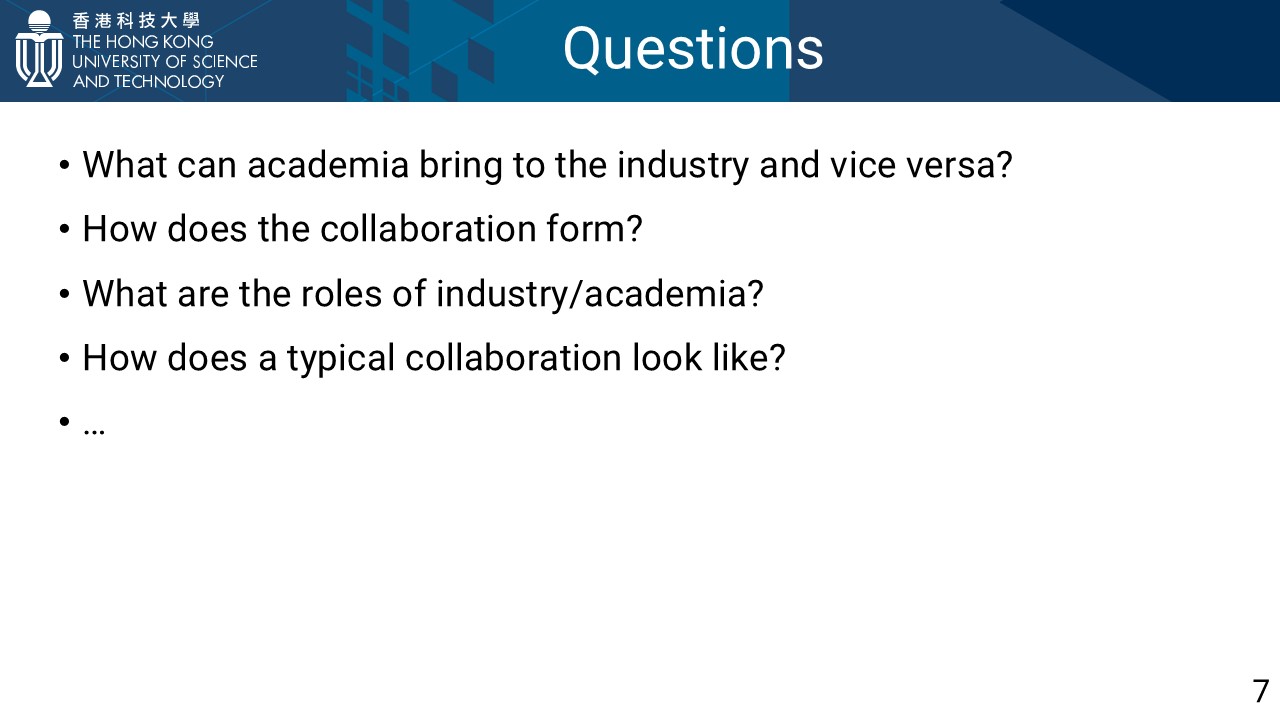 香港科技大學
THE HONG KONG
UNIVERSITY OF SCIENCE
AND TECHNOLOGY
Questions
• What can academia bring to the industry and vice versa?
• How does the collaboration form?
• What are the roles of industry/academia?
• How does a typical collaboration look like?
• …
7